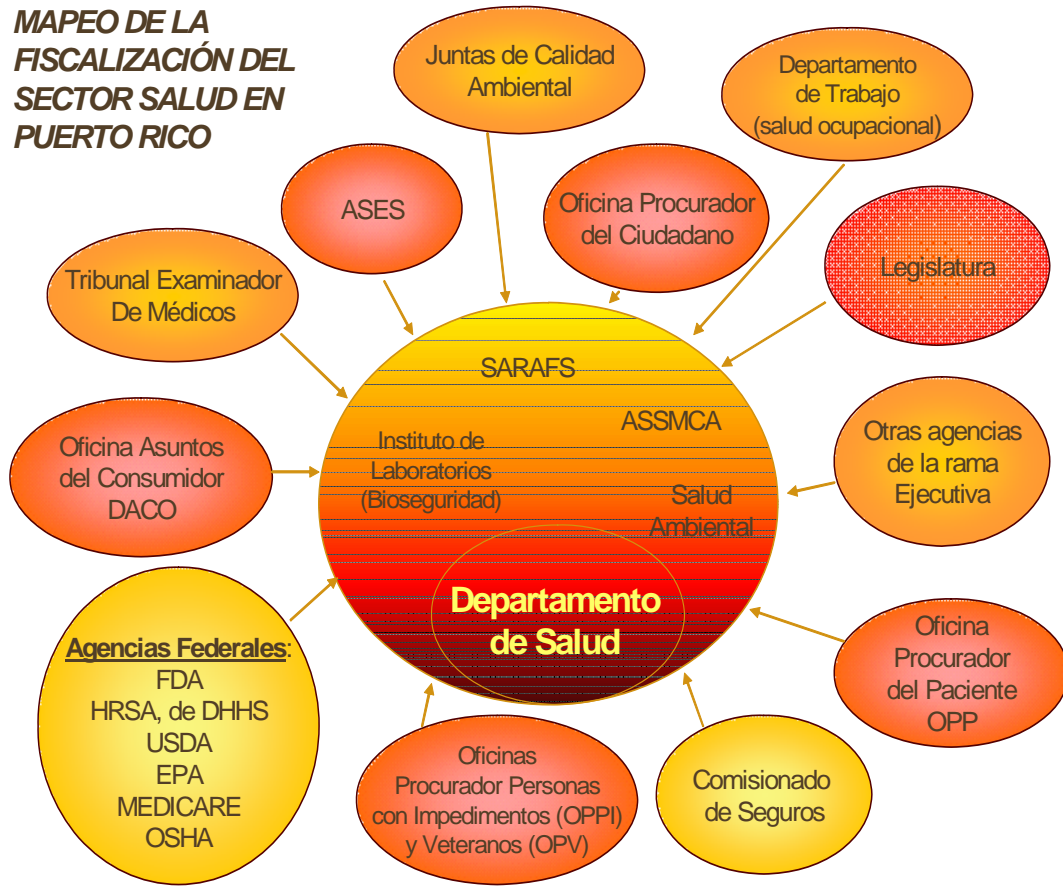 MAPEO DE LA
FISCALIZACIÓN DEL
SECTOR SALUD EN
PUERTO RICO
Juntas de Calidad
Ambiental
Departamento
de Trabajo
(salud ocupacional)
ASES
Oficina Procurador
del Ciudadano
Legislatura
Tribunal Examinador
De Médicos
SARAFS
ASSMCA
Instituto de
Laboratorios
(Bioseguridad)
Salud
Ambiental
Departamento
de Salud
Oficina Asuntos
del Consumidor
DACO
Otras agencias
de la rama
Ejecutiva
Agencias Federales:
FDA
HRSA, de DHHS
USDA
EPA
MEDICARE
OSHA
Oficinas
Procurador Personas
con Impedimentos (OPPI)
y Veteranos (OPV)
Comisionado
de Seguros
Oficina
Procurador
del Paciente
OPP